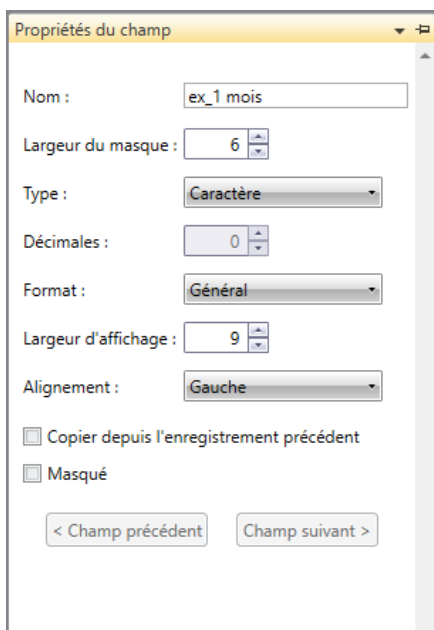 Propriétés du champ
Nom : ex_1 mois
Largeur du masque : 6
Type : Caractère
Décimales : 0
Format : Général
Largeur d'affichage : 9
Alignement : Gauche
Copier depuis l'enregistrement précédent
Masqué
< Champ précédent Champ suivant >